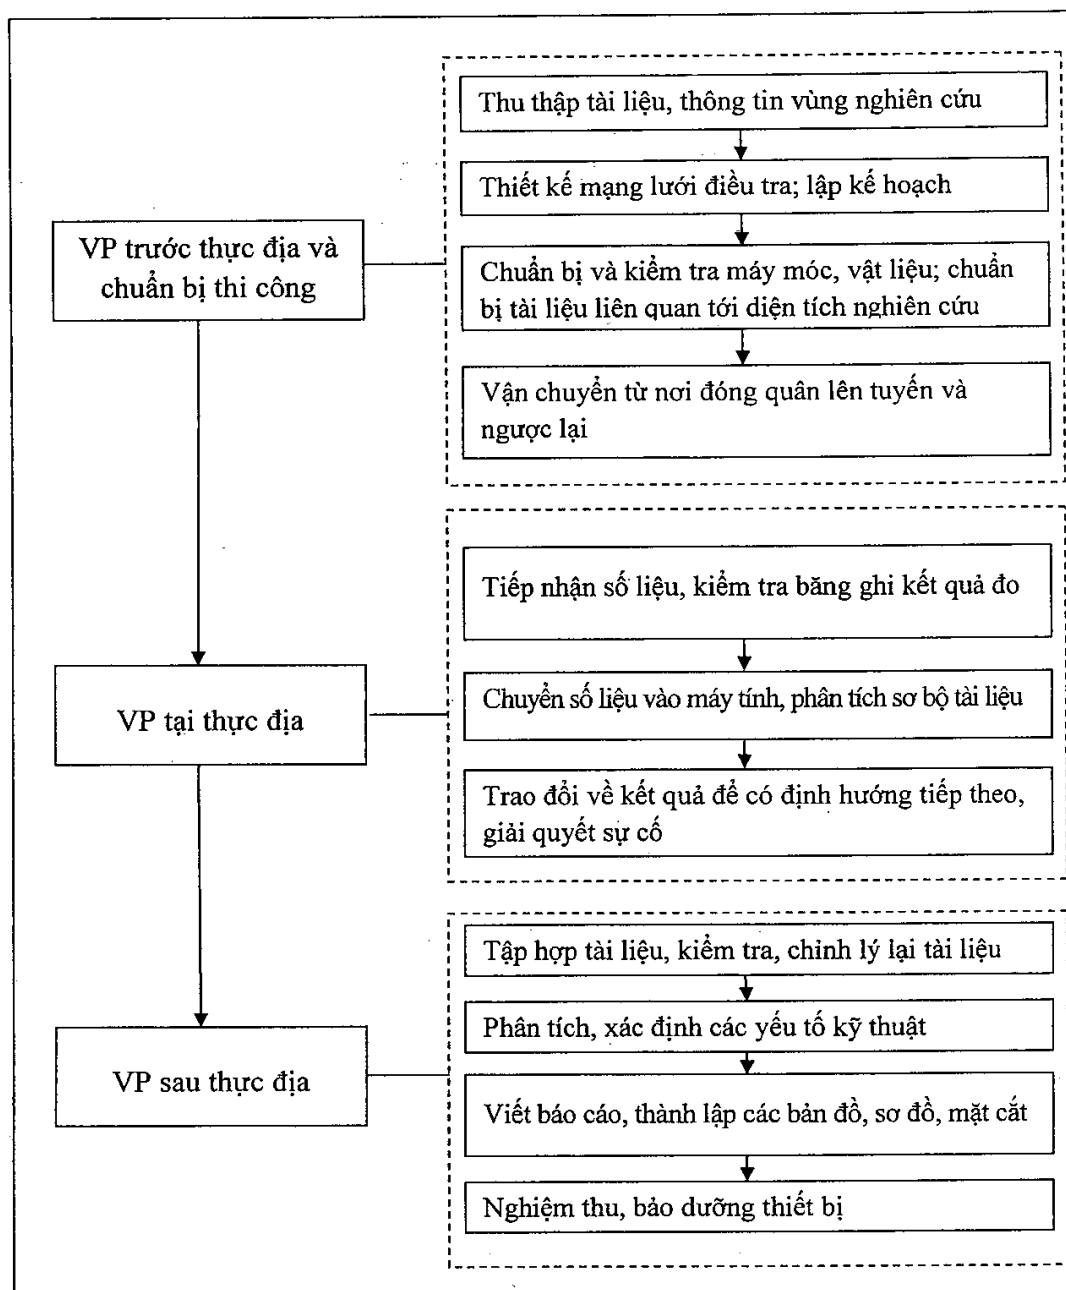 Thu thập tài liệu, thông tin vùng nghiên cứu
Thiết kế mạng lưới điều tra; lập kế hoạch
VP trước thực địa và
chuẩn bị thi công
Chuẩn bị và kiểm tra máy móc, vật liệu; chuẩn
bị tài liệu liên quan tới diện tích nghiên cứu
Vận chuyển từ nơi đóng quân lên tuyến và
ngược lại
Tiếp nhận số liệu, kiểm tra băng ghi kết quả đo
VP tại thực địa
Chuyển số liệu vào máy tính, phân tích sơ bộ tài liệu
Trao đổi về kết quả để có định hướng tiếp theo,
giải quyết sự cố
Tập hợp tài liệu, kiểm tra, chỉnh lý lại tài liệu
Phân tích, xác định các yếu tố kỹ thuật
VP sau thực địa
Viết báo cáo, thành lập các bản đồ, sơ đồ, mặt cắt
Nghiệm thu, bảo dưỡng thiết bị